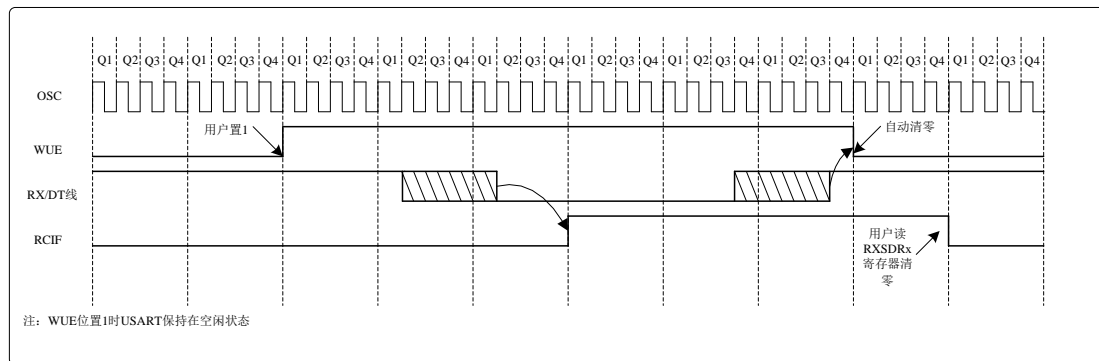 Q1 Q2 Q3 Q4 Q1 Q2 Q3 Q4 Q1 Q2 Q3 Q4 Q1 Q2 Q3 Q4 Q1 Q2 Q3 Q4 Q1 Q2 Q3 Q4 Q1 Q2 Q3 Q4 Q1 Q2 Q3 Q4 Q1 Q2 Q3 Q4 Q1 Q2 Q3 Q4
OSC
用户置1
自动清零
WUE
RX/DT线
RCIF
用户读
RXSDRx
寄存器清
零
注：WUE位置1时USART保持在空闲状态